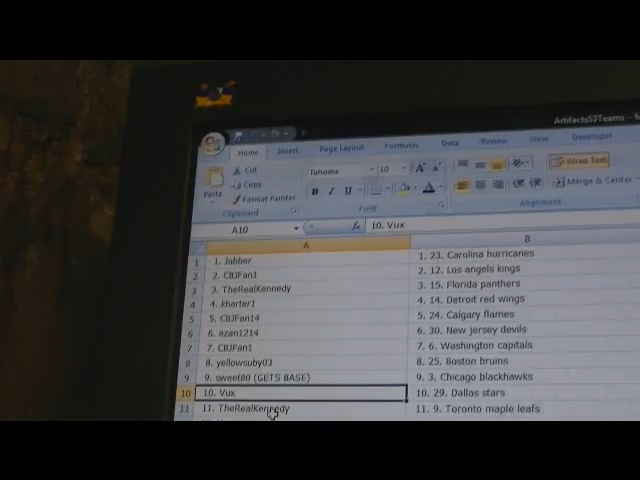 Artifacts53Teams - M
Home Insert Page Layout Formulas Data Review View Developer
Cut
Copy
Format Painter
Paste
Clipboard
Tahoma 10
B I U
Font
Wrap Text
Merge & Center
Alignment
A10 fx 10. Vux
A B
1 1. Jabber 1. 23. Carolina hurricanes
2 2. CBJFan1 2. 12. Los angels kings
3 3. TheRealKennedy 3. 15. Florida panthers
4 4. kharter1 4. 14. Detroit red wings
5 5. CBJFan14 5. 24. Calgary flames
6 6. ezan1214 6. 30. New jersey devils
7 7. CBJFan1 7. 6. Washington capitals
8 8. yellowsuby03 8. 25. Boston bruins
9 9. sweet80 (GETS BASE) 9. 3. Chicago blackhawks
10 10. Vux 10. 29. Dallas stars
11 11. TheRealKennedy 11. 9. Toronto maple leafs